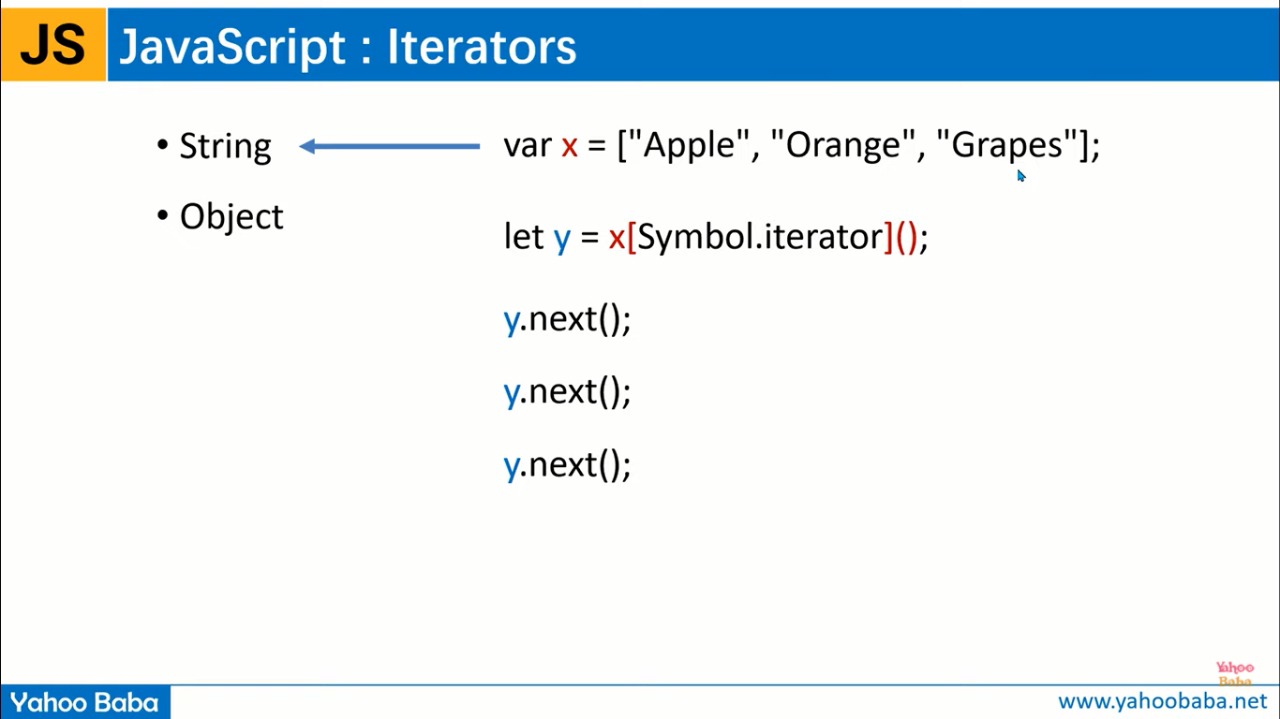 JS JavaScript : Iterators
• String
var x = ["Apple", "Orange", "Grapes"];
• Object
let y = x[Symbol.iterator]();
y.next();
y.next();
y.next();
Yahoo
Baba
Yahoo Baba
www.yahoobaba.net